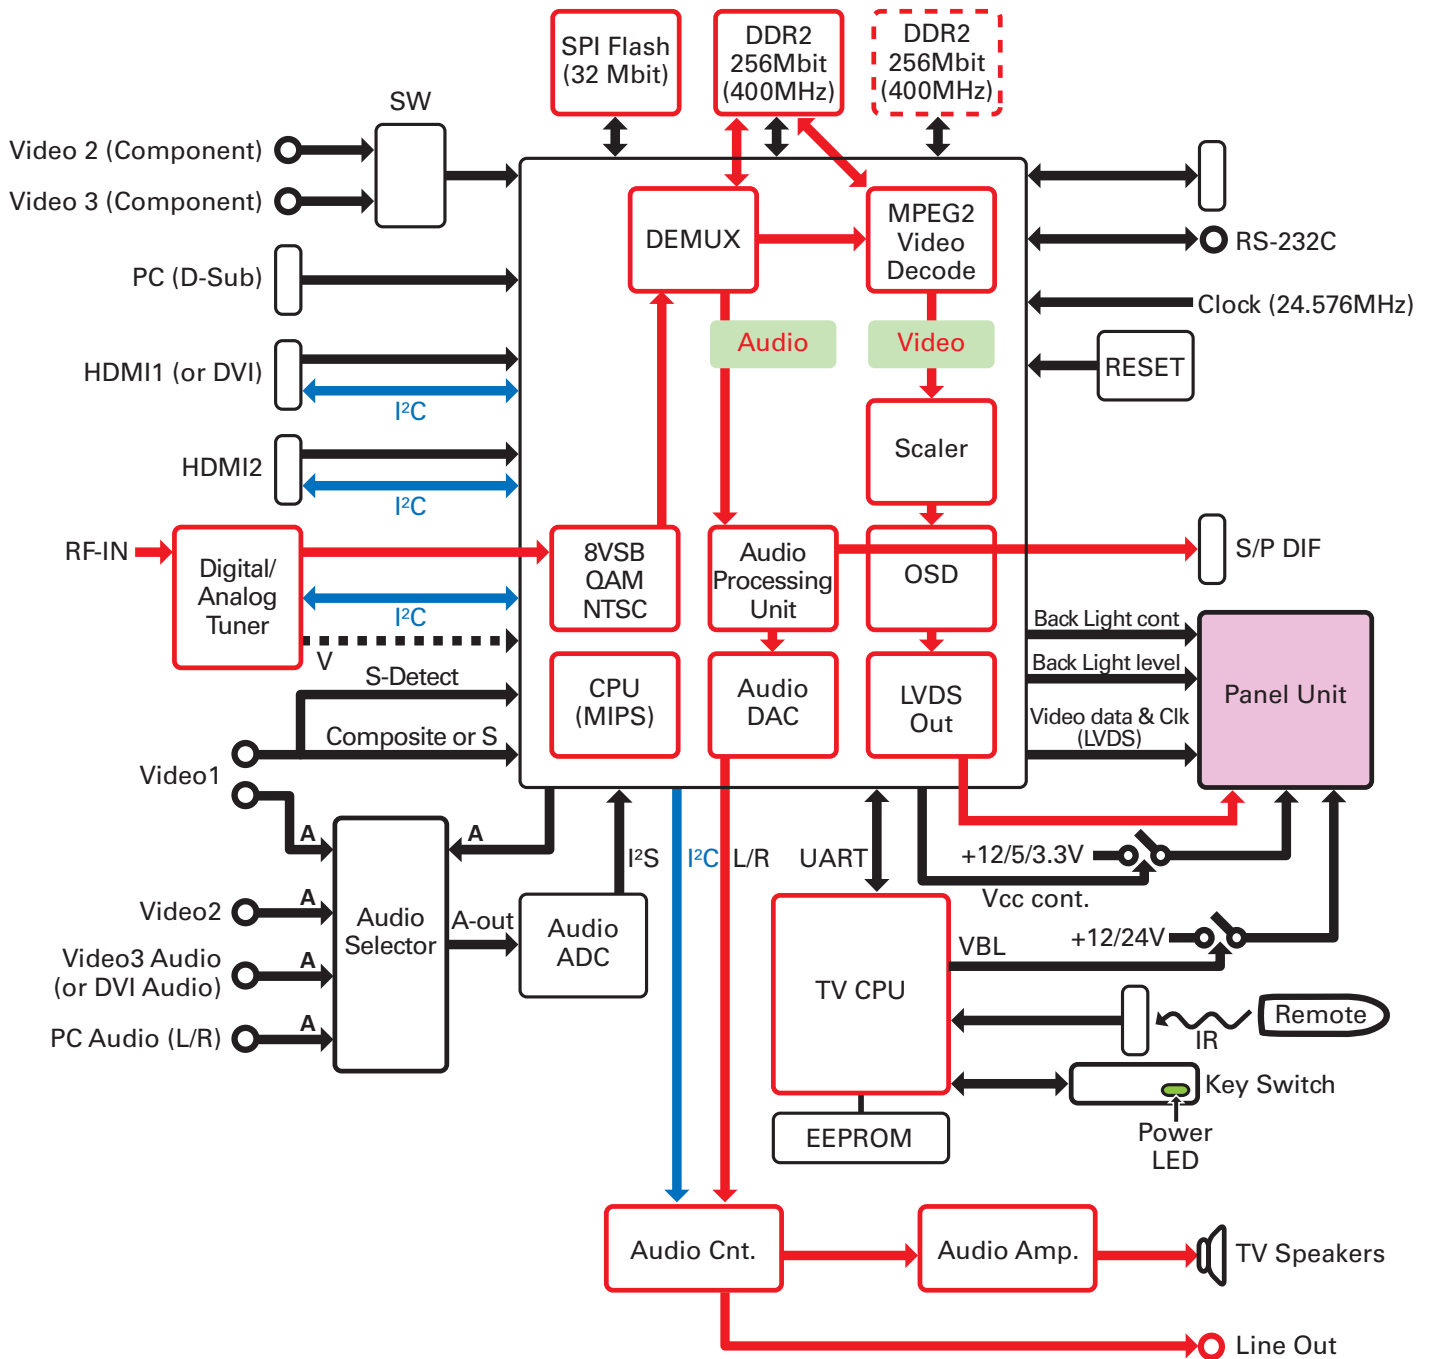 SPI Flash
(32 Mbit)
DDR2
256Mbit
(400MHz)
DDR2
256Mbit
(400MHz)
SW
Video 2 (Component)
Video 3 (Component)
PC (D-Sub)
HDMI1 (or DVI)
I²C
HDMI2
I²C
RF-IN
Digital/
Analog
Tuner
I²C
V
S-Detect
Composite or S
Video1
DEMUX
MPEG2
Video
Decode
Audio
Video
Scaler
8VSB
QAM
NTSC
Audio
Processing
Unit
OSD
CPU
(MIPS)
Audio
DAC
LVDS
Out
RS-232C
Clock (24.576MHz)
RESET
S/P DIF
Back Light cont
Back Light level
Video data & Clk
(LVDS)
Panel Unit
A
A
Video2
A
Video3 Audio
(or DVI Audio)
A
PC Audio (L/R)
A
Audio
Selector
A-out
Audio
ADC
I²S
I²C
L/R
UART
+12/5/3.3V
Vcc cont.
+12/24V
VBL
TV CPU
IR
Remote
Key Switch
Power
LED
EEPROM
Audio Cnt.
Audio Amp.
TV Speakers
Line Out